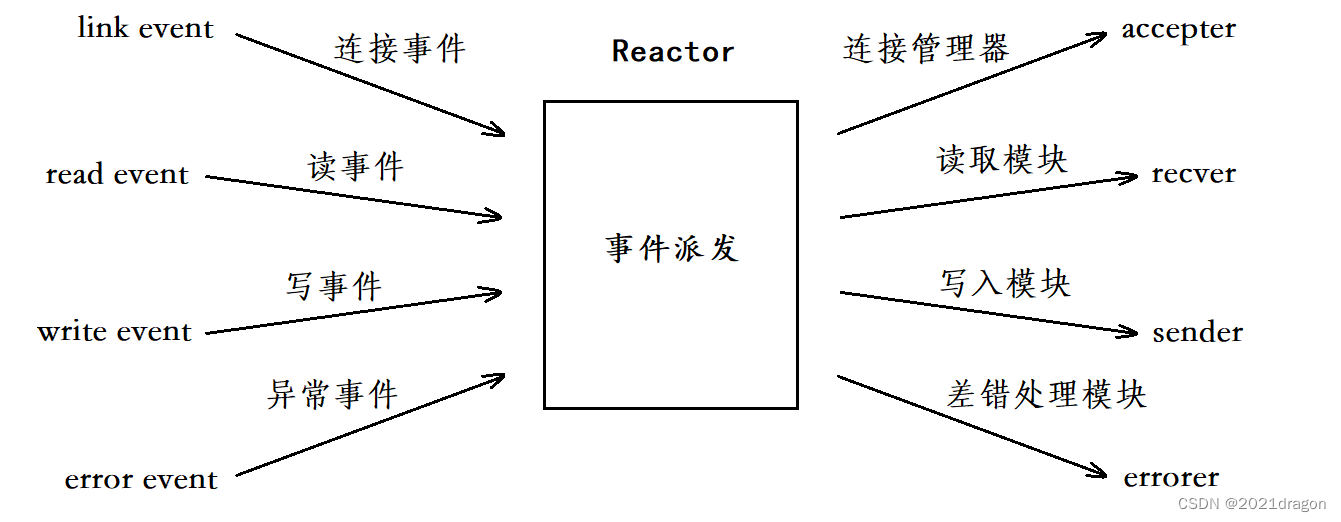 link event
连接事件
Reactor
连接管理器
accepter
read event
读事件
读取模块
recver
事件派发
write event
写事件
写入模块
sender
error event
异常事件
差错处理模块
errorer
CSDN @2021dragon